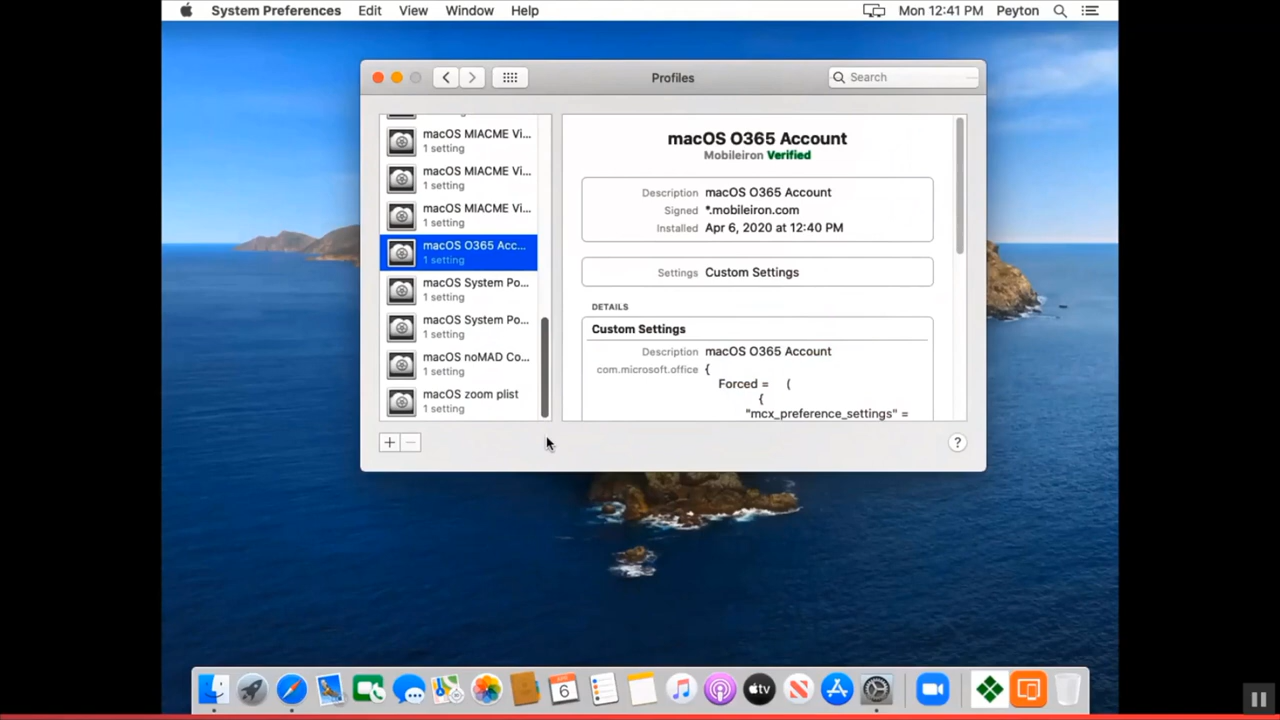 System Preferences Edit View Window Help Mon 12:41 PM Peyton
Profiles
Search
macOS MIACME Vi...
1 setting
macOS MIACME Vi...
1 setting
macOS MIACME Vi...
1 setting
macOS O365 Acc...
1 setting
macOS System Po...
1 setting
macOS System Po...
1 setting
macOS noMAD Co...
1 setting
macOS zoom plist
1 setting
macOS O365 Account
Mobileiron Verified
Description macOS O365 Account
Signed *.mobileiron.com
Installed Apr 6, 2020 at 12:40 PM
Settings Custom Settings
DETAILS
Custom Settings
Description macOS O365 Account
com.microsoft.office {
Forced = (
{
"mcx_preference_settings" =
?
6
tv